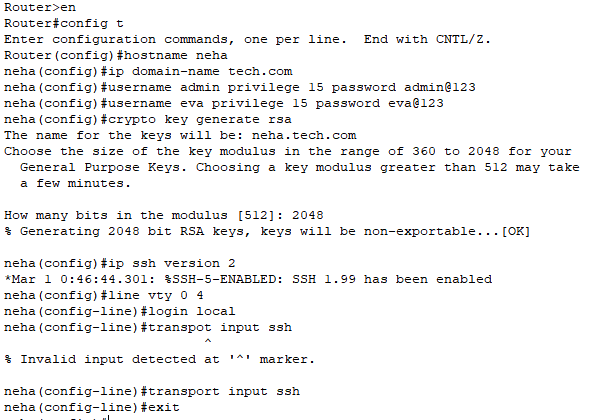 Router>en
Router#config t
Enter configuration commands, one per line.  End with CNTL/Z.
Router(config)#hostname neha
neha(config)#ip domain-name tech.com
neha(config)#username admin privilege 15 password admin@123
neha(config)#username eva privilege 15 password eva@123
neha(config)#crypto key generate rsa
The name for the keys will be: neha.tech.com
Choose the size of the key modulus in the range of 360 to 2048 for your
  General Purpose Keys. Choosing a key modulus greater than 512 may take
  a few minutes.

How many bits in the modulus [512]: 2048
% Generating 2048 bit RSA keys, keys will be non-exportable...[OK]

neha(config)#ip ssh version 2
*Mar 1 0:46:44.301: %SSH-5-ENABLED: SSH 1.99 has been enabled
neha(config)#line vty 0 4
neha(config-line)#login local
neha(config-line)#transpot input ssh
                          ^
% Invalid input detected at '^' marker.

neha(config-line)#transport input ssh
neha(config-line)#exit